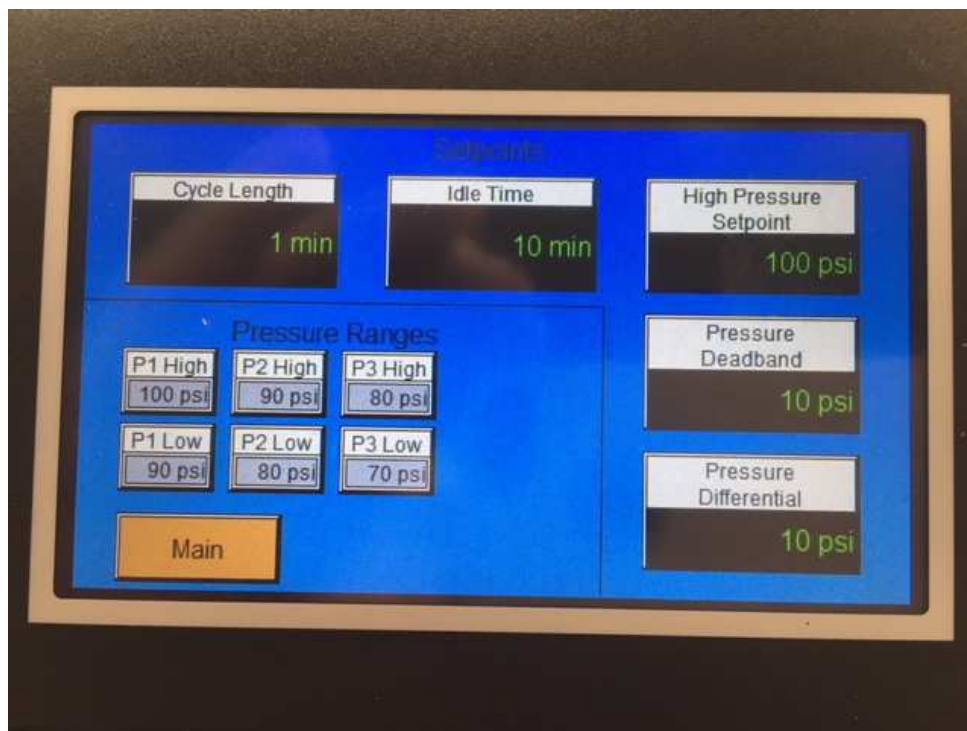 Setpoints
Cycle Length
1 min
Idle Time
10 min
High Pressure
Setpoint
100 psi
Pressure Ranges
P1 High
100 psi
P2 High
90 psi
P3 High
80 psi
P1 Low
90 psi
P2 Low
80 psi
P3 Low
70 psi
Pressure
Deadband
10 psi
Pressure
Differential
10 psi
Main